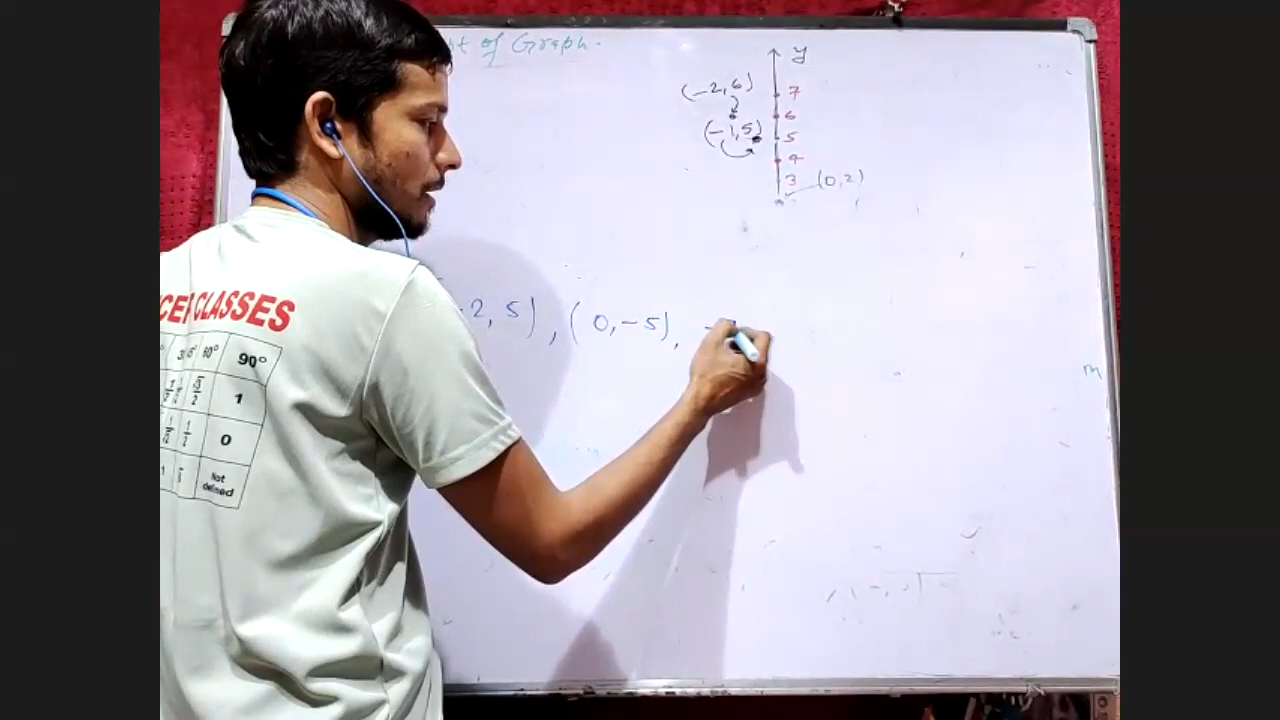 of Graph.
y
(-2,6)
7
6
(-1,5)
5
4
3
(0,2)
2, 5), (0,-5),
m
CLASSES
60°
90°
1
0
Not
defined